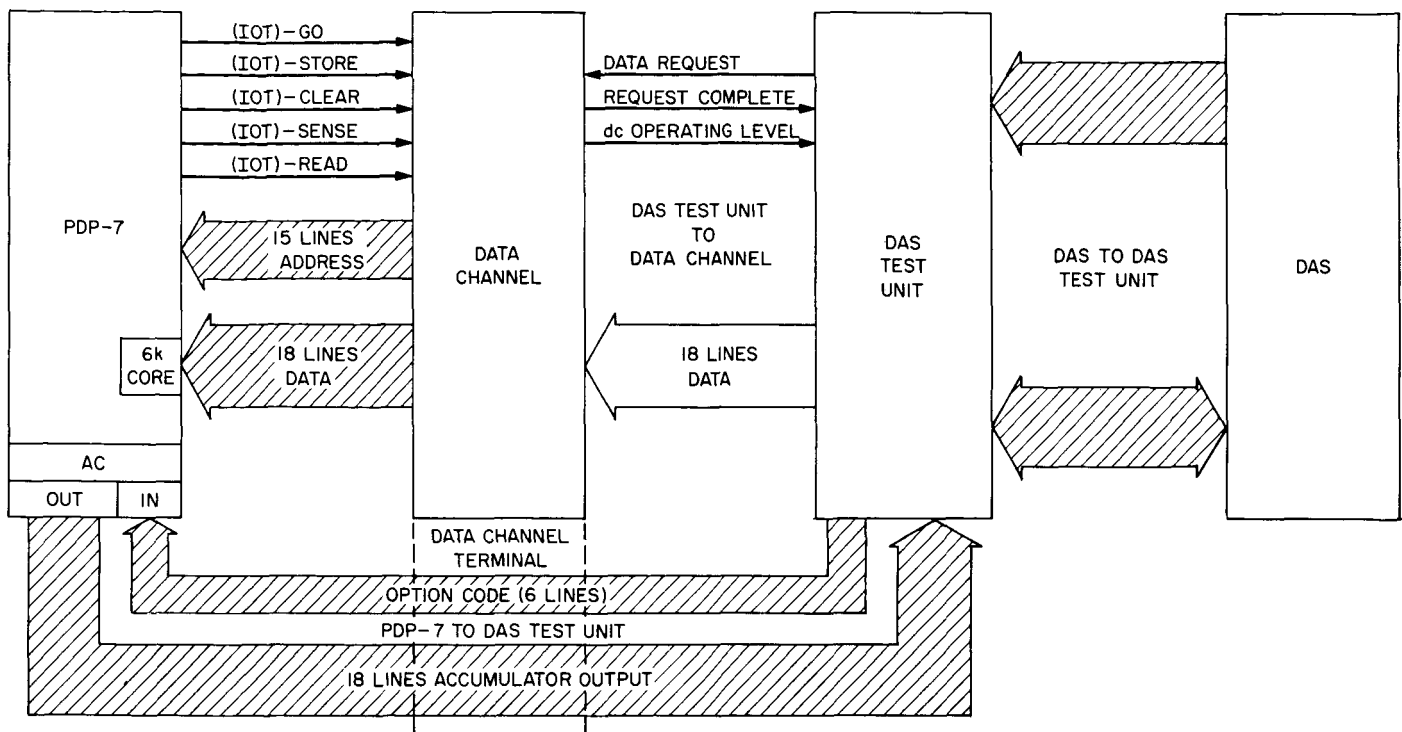 (IOT)-GO
(IOT)-STORE
(IOT)-CLEAR
(IOT)-SENSE
(IOT)-READ
DATA REQUEST
REQUEST COMPLETE
dc OPERATING LEVEL
PDP-7
15 LINES
ADDRESS
DATA
CHANNEL
DAS TEST UNIT
TO
DATA CHANNEL
DAS
TEST
UNIT
DAS TO DAS
TEST UNIT
DAS
6k
CORE
18 LINES
DATA
18 LINES
DATA
AC
OUT
IN
DATA CHANNEL
TERMINAL
OPTION CODE (6 LINES)
PDP-7 TO DAS TEST UNIT
18 LINES ACCUMULATOR OUTPUT